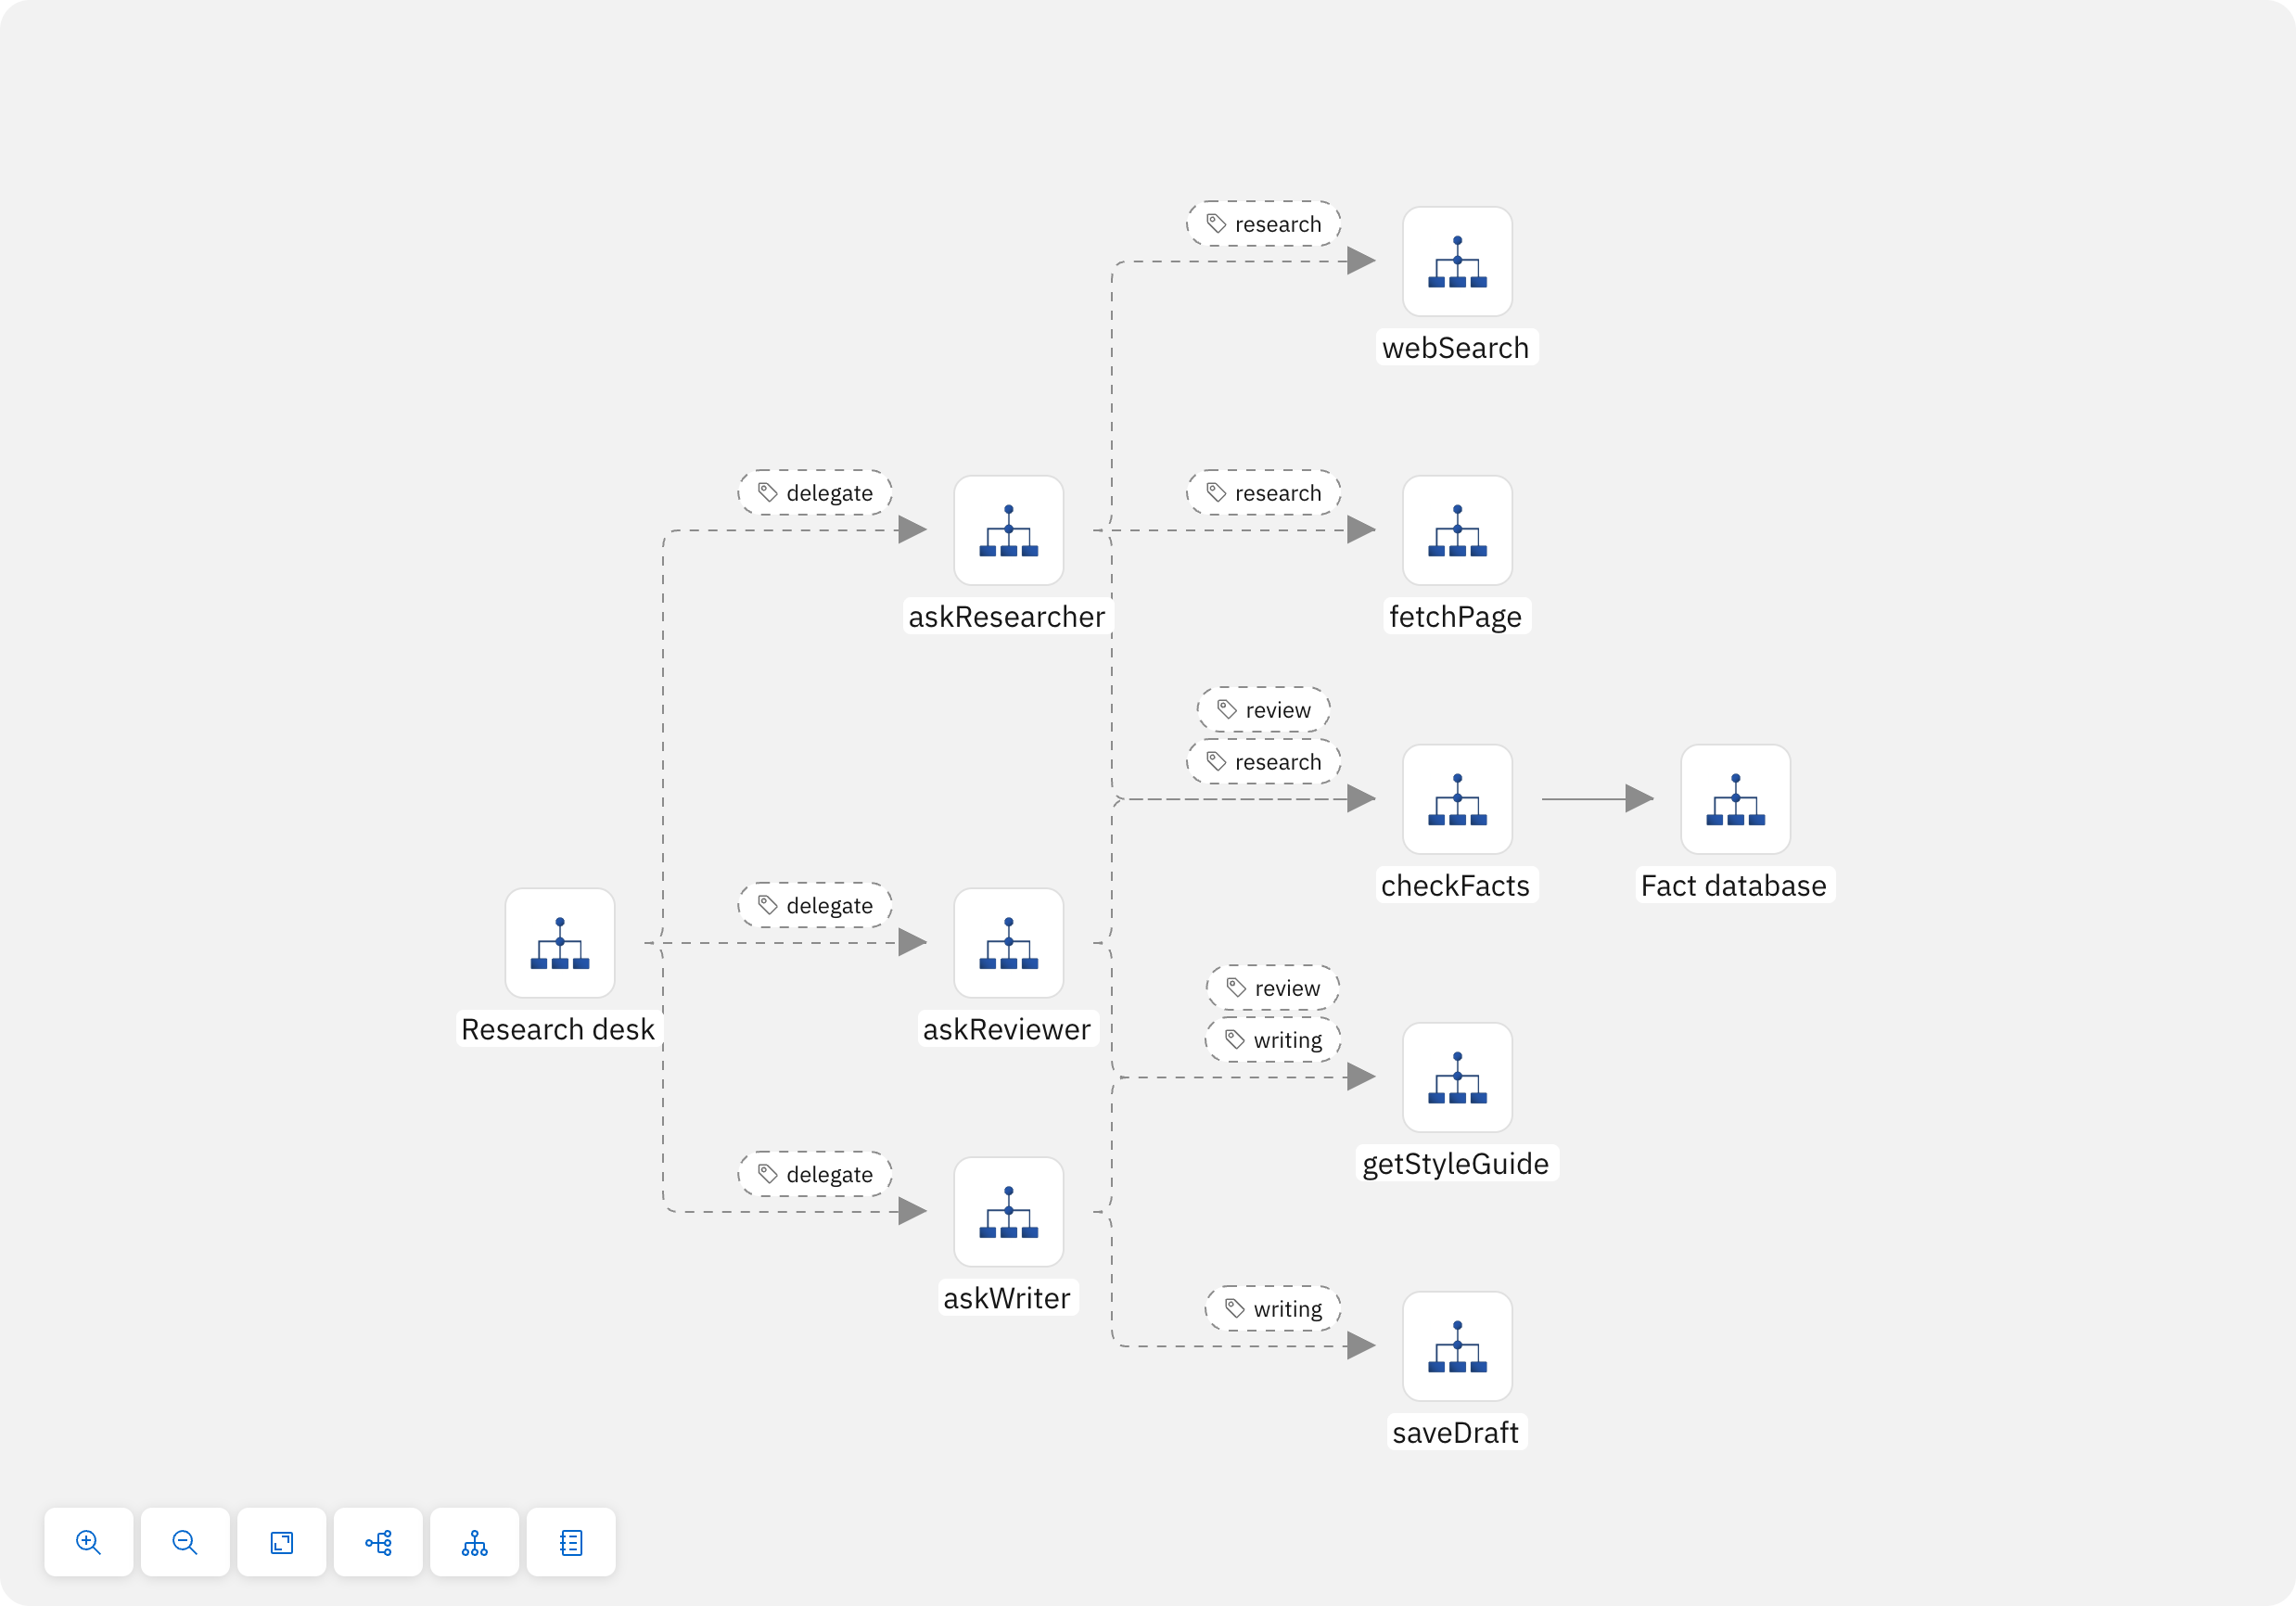 research
webSearch
delegate
research
askResearcher
fetchPage
review
research
checkFacts
Fact database
delegate
Research desk
askReviewer
review
writing
getStyleGuide
delegate
askWriter
writing
saveDraft